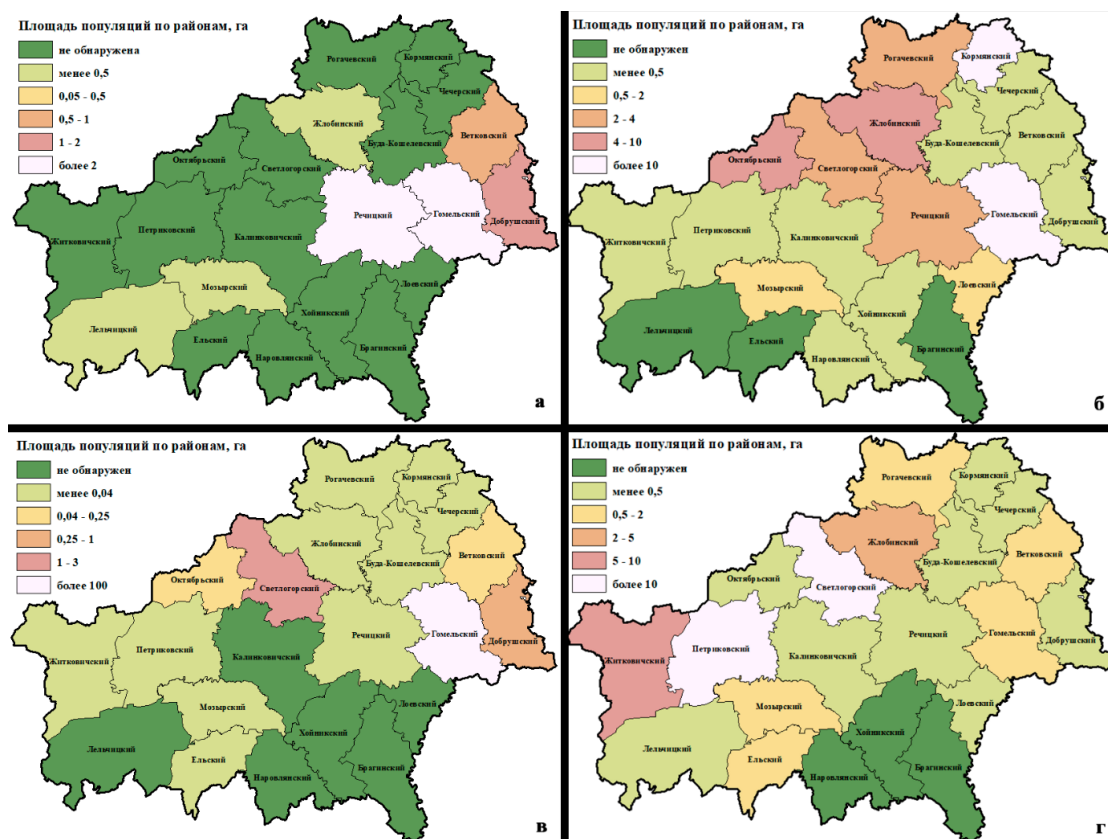 Площадь популяций по районам, га
не обнаружена
менее 0,5
0,05 - 0,5
0,5 - 1
1 - 2
более 2
Рогачевский
Кормянский
Чечерский
Жлобинский
Ветковский
Буда-Кошелевский
Октябрьский
Светлогорский
Речицкий
Гомельский
Добрушский
Житковичский
Петриковский
Калинковичский
Мозырский
Лоевский
Хойникский
Лельчицкий
Ельский
Наровлянский
Брагинский
а
Площадь популяций по районам, га
не обнаружен
менее 0,5
0,5 - 2
2 - 4
4 - 10
более 10
Рогачевский
Кормянский
Чечерский
Жлобинский
Ветковский
Буда-Кошелевский
Октябрьский
Светлогорский
Речицкий
Гомельский
Добрушский
Житковичский
Петриковский
Калинковичский
Мозырский
Лоевский
Хойникский
Лельчицкий
Ельский
Наровлянский
Брагинский
б
Площадь популяций по районам, га
не обнаружен
менее 0,04
0,04 - 0,25
0,25 - 1
1 - 3
более 100
Рогачевский
Кормянский
Чечерский
Жлобинский
Ветковский
Буда-Кошелевский
Октябрьский
Светлогорский
Речицкий
Гомельский
Добрушский
Житковичский
Петриковский
Калинковичский
Мозырский
Лоевский
Хойникский
Лельчицкий
Ельский
Наровлянский
Брагинский
в
Площадь популяций по районам, га
не обнаружен
менее 0,5
0,5 - 2
2 - 5
5 - 10
более 10
Рогачевский
Кормянский
Чечерский
Жлобинский
Ветковский
Буда-Кошелевский
Октябрьский
Светлогорский
Речицкий
Гомельский
Добрушский
Житковичский
Петриковский
Калинковичский
Мозырский
Лоевский
Хойникский
Лельчицкий
Ельский
Наровлянский
Брагинский
г